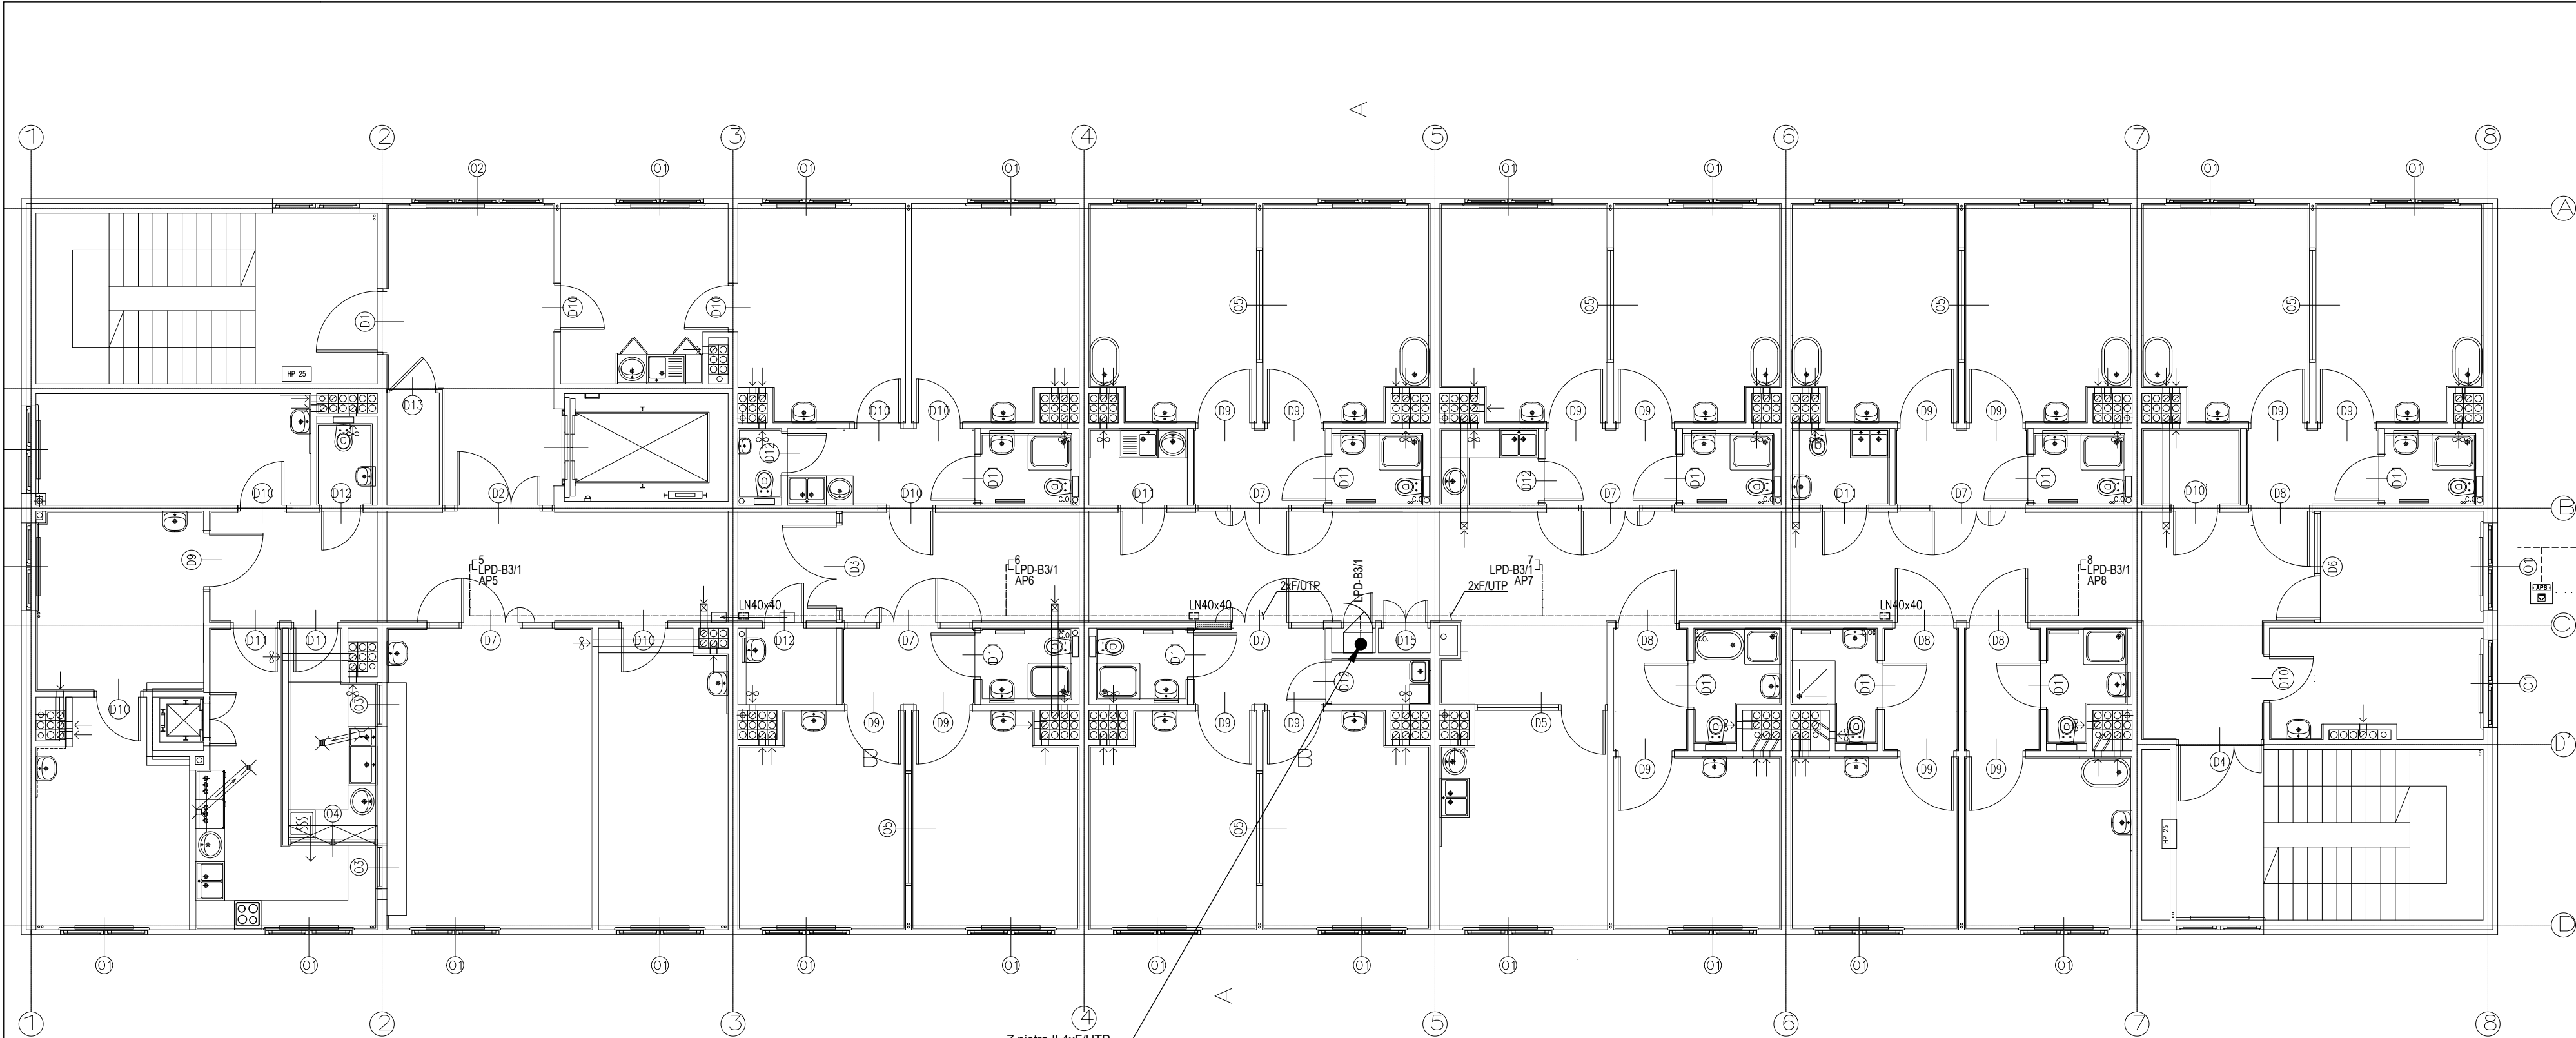 A
1 2 3 4 5 6 7 8
02 01 01 01 01 01 01 01
A
05 05 05 05
D1 D10 D10
HP 25
D13 D10 D10 D9 D9 D9 D9 D9 D9 D9 D9
D12 D11 D11 D12 D11 D11 D11
D10 D12 D2 D10 D11 D7 D7 D11 D7 D10' D8
C.O. C.O. C.O. C.O. C.O.
B
D9 D3 D6 01
5
LPD-B3/1
AP5
6
LPD-B3/1
AP6
LPD-B3/1
7
LPD-B3/1
AP7
8
LPD-B3/1
AP8
AP8
2xF/UTP 2xF/UTP
LN40x40 LN40x40 LN40x40
C
D11 D11 D7 D10 D12 D7 D7 D15 D8 D8 D8
C.O. C.O.
D11 D11 D12 D11 D11 D11 D10' 01
D10 03 D9 D9 D9 D9 D5
B B
D'
D9 D9 D9 D4
04 05 05
03
HP 25
D
01 01 01 01 01 01 01 01 01 01 01 01
A
1 2 3 4 5 6 7 8